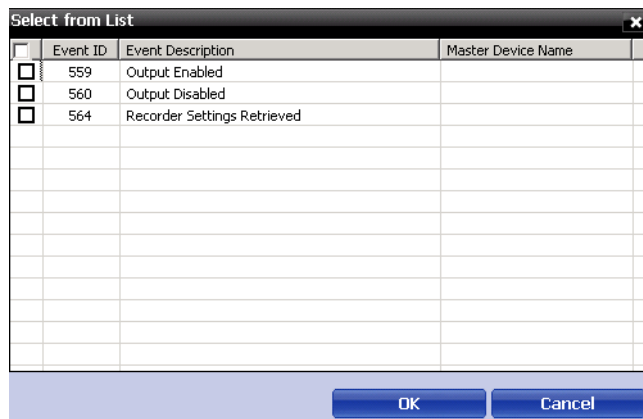 Select from List
Event ID Event Description Master Device Name
559 Output Enabled
560 Output Disabled
564 Recorder Settings Retrieved
OK Cancel